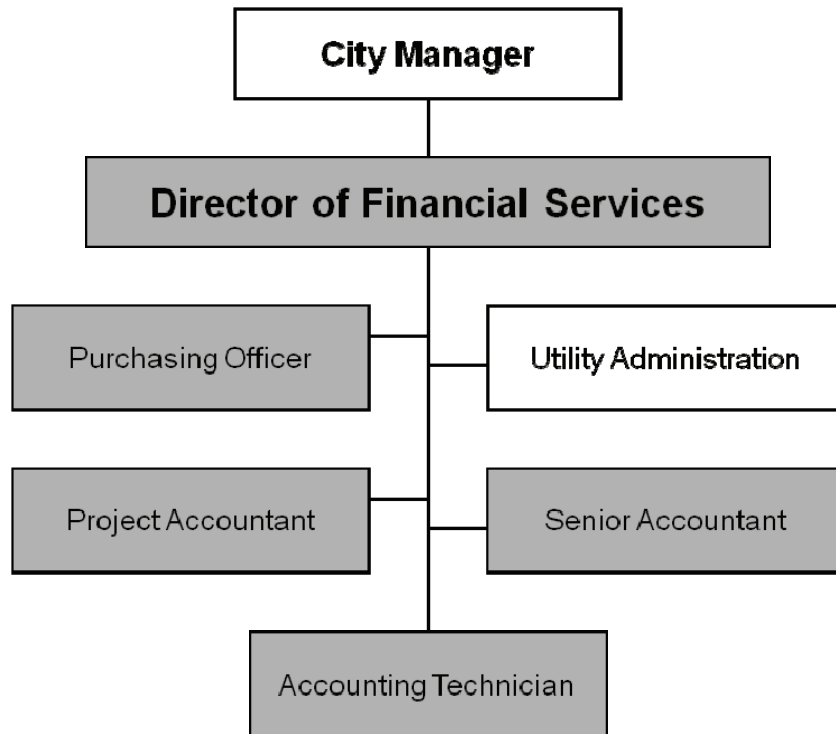 City Manager
Director of Financial Services
Purchasing Officer
Utility Administration
Project Accountant
Senior Accountant
Accounting Technician